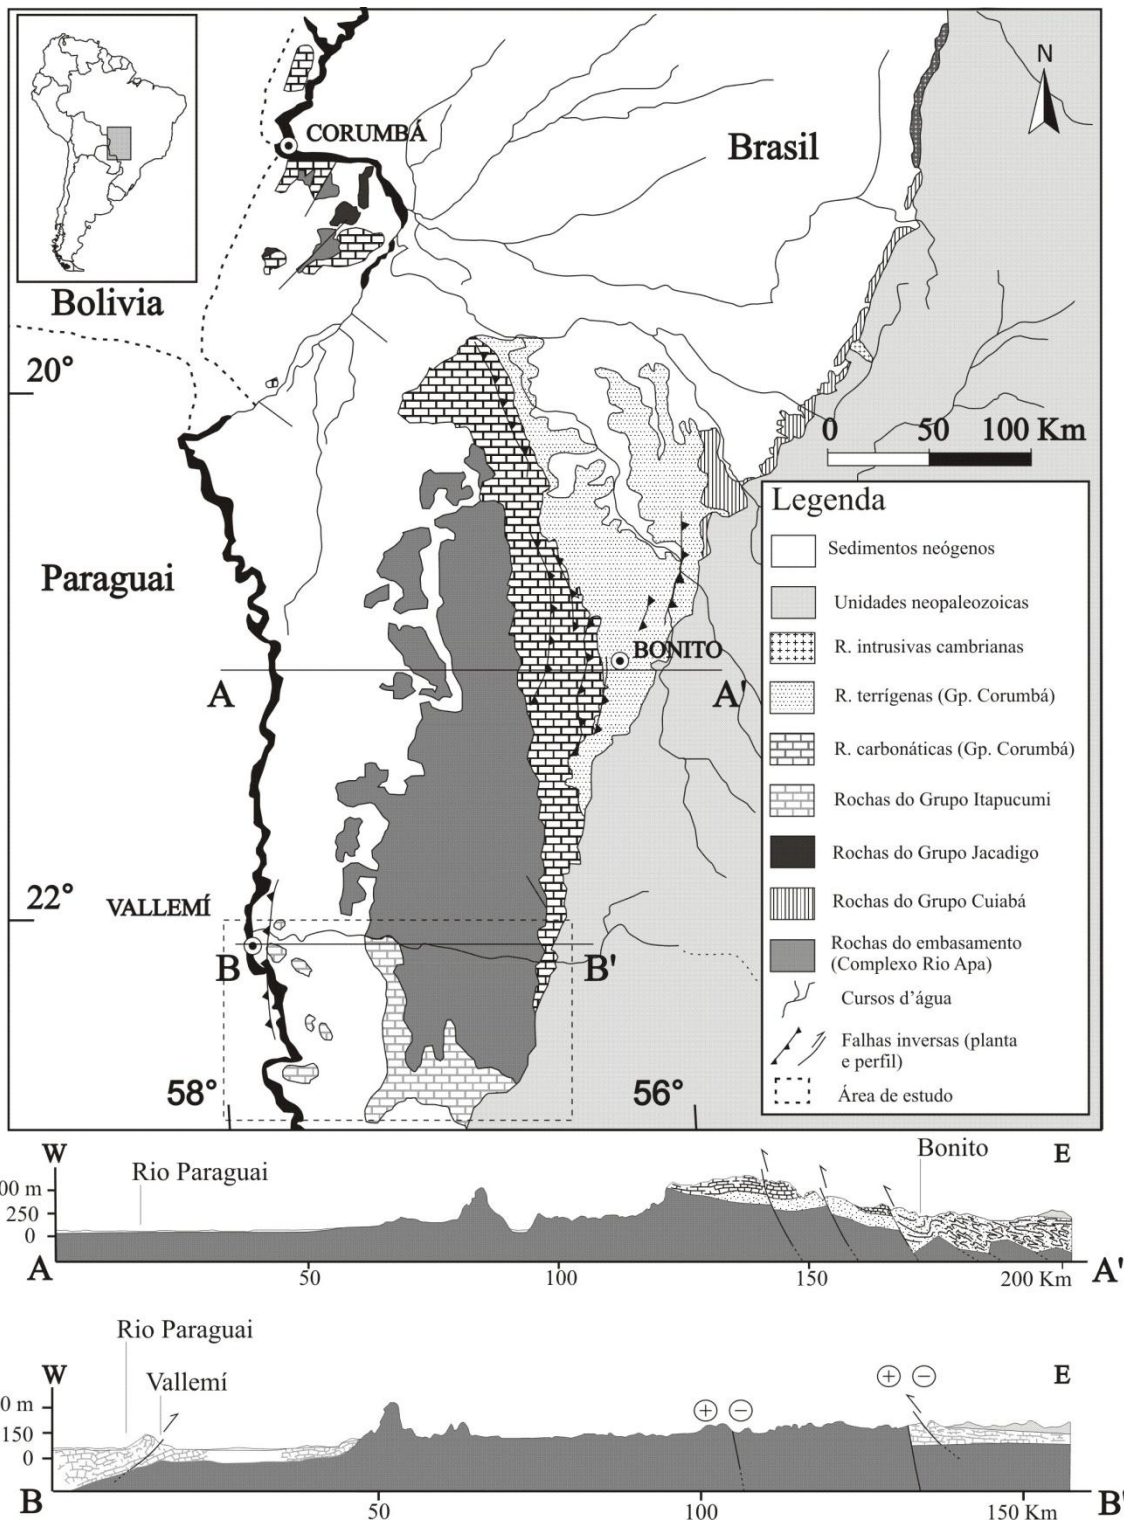 N
CORUMBÁ
Brasil
Bolivia
20°
0 50 100 Km
Paraguai
BONITO
A A'
22°
VALLEMÍ
B B'
58° 56°
Legenda
Sedimentos neógenos
Unidades neopaleozoicas
R. intrusivas cambrianas
R. terrígenas (Gp. Corumbá)
R. carbonáticas (Gp. Corumbá)
Rochas do Grupo Itapucumi
Rochas do Grupo Jacadigo
Rochas do Grupo Cuiabá
Rochas do embasamento
(Complexo Rio Apa)
Cursos d'água
Falhas inversas (planta
e perfil)
Área de estudo
W E
Rio Paraguai
Bonito
00 m
250
0
A A'
50 100 150 200 Km
Rio Paraguai
W E
Vallemí
0 m
150
0
B B'
50 100 150 Km